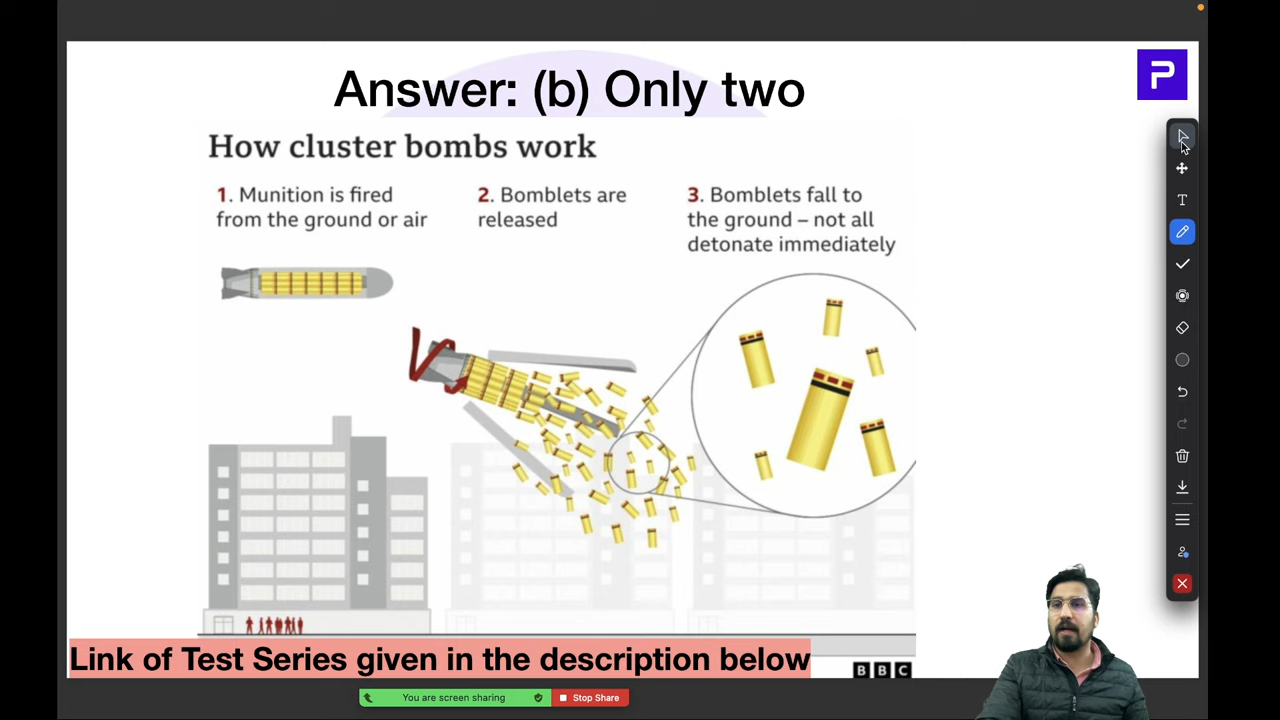 Answer: (b) Only two
P
How cluster bombs work
1. Munition is fired
from the ground or air
2. Bomblets are
released
3. Bomblets fall to
the ground – not all
detonate immediately
T
Link of Test Series given in the description below
BBC
You are screen sharing
Stop Share